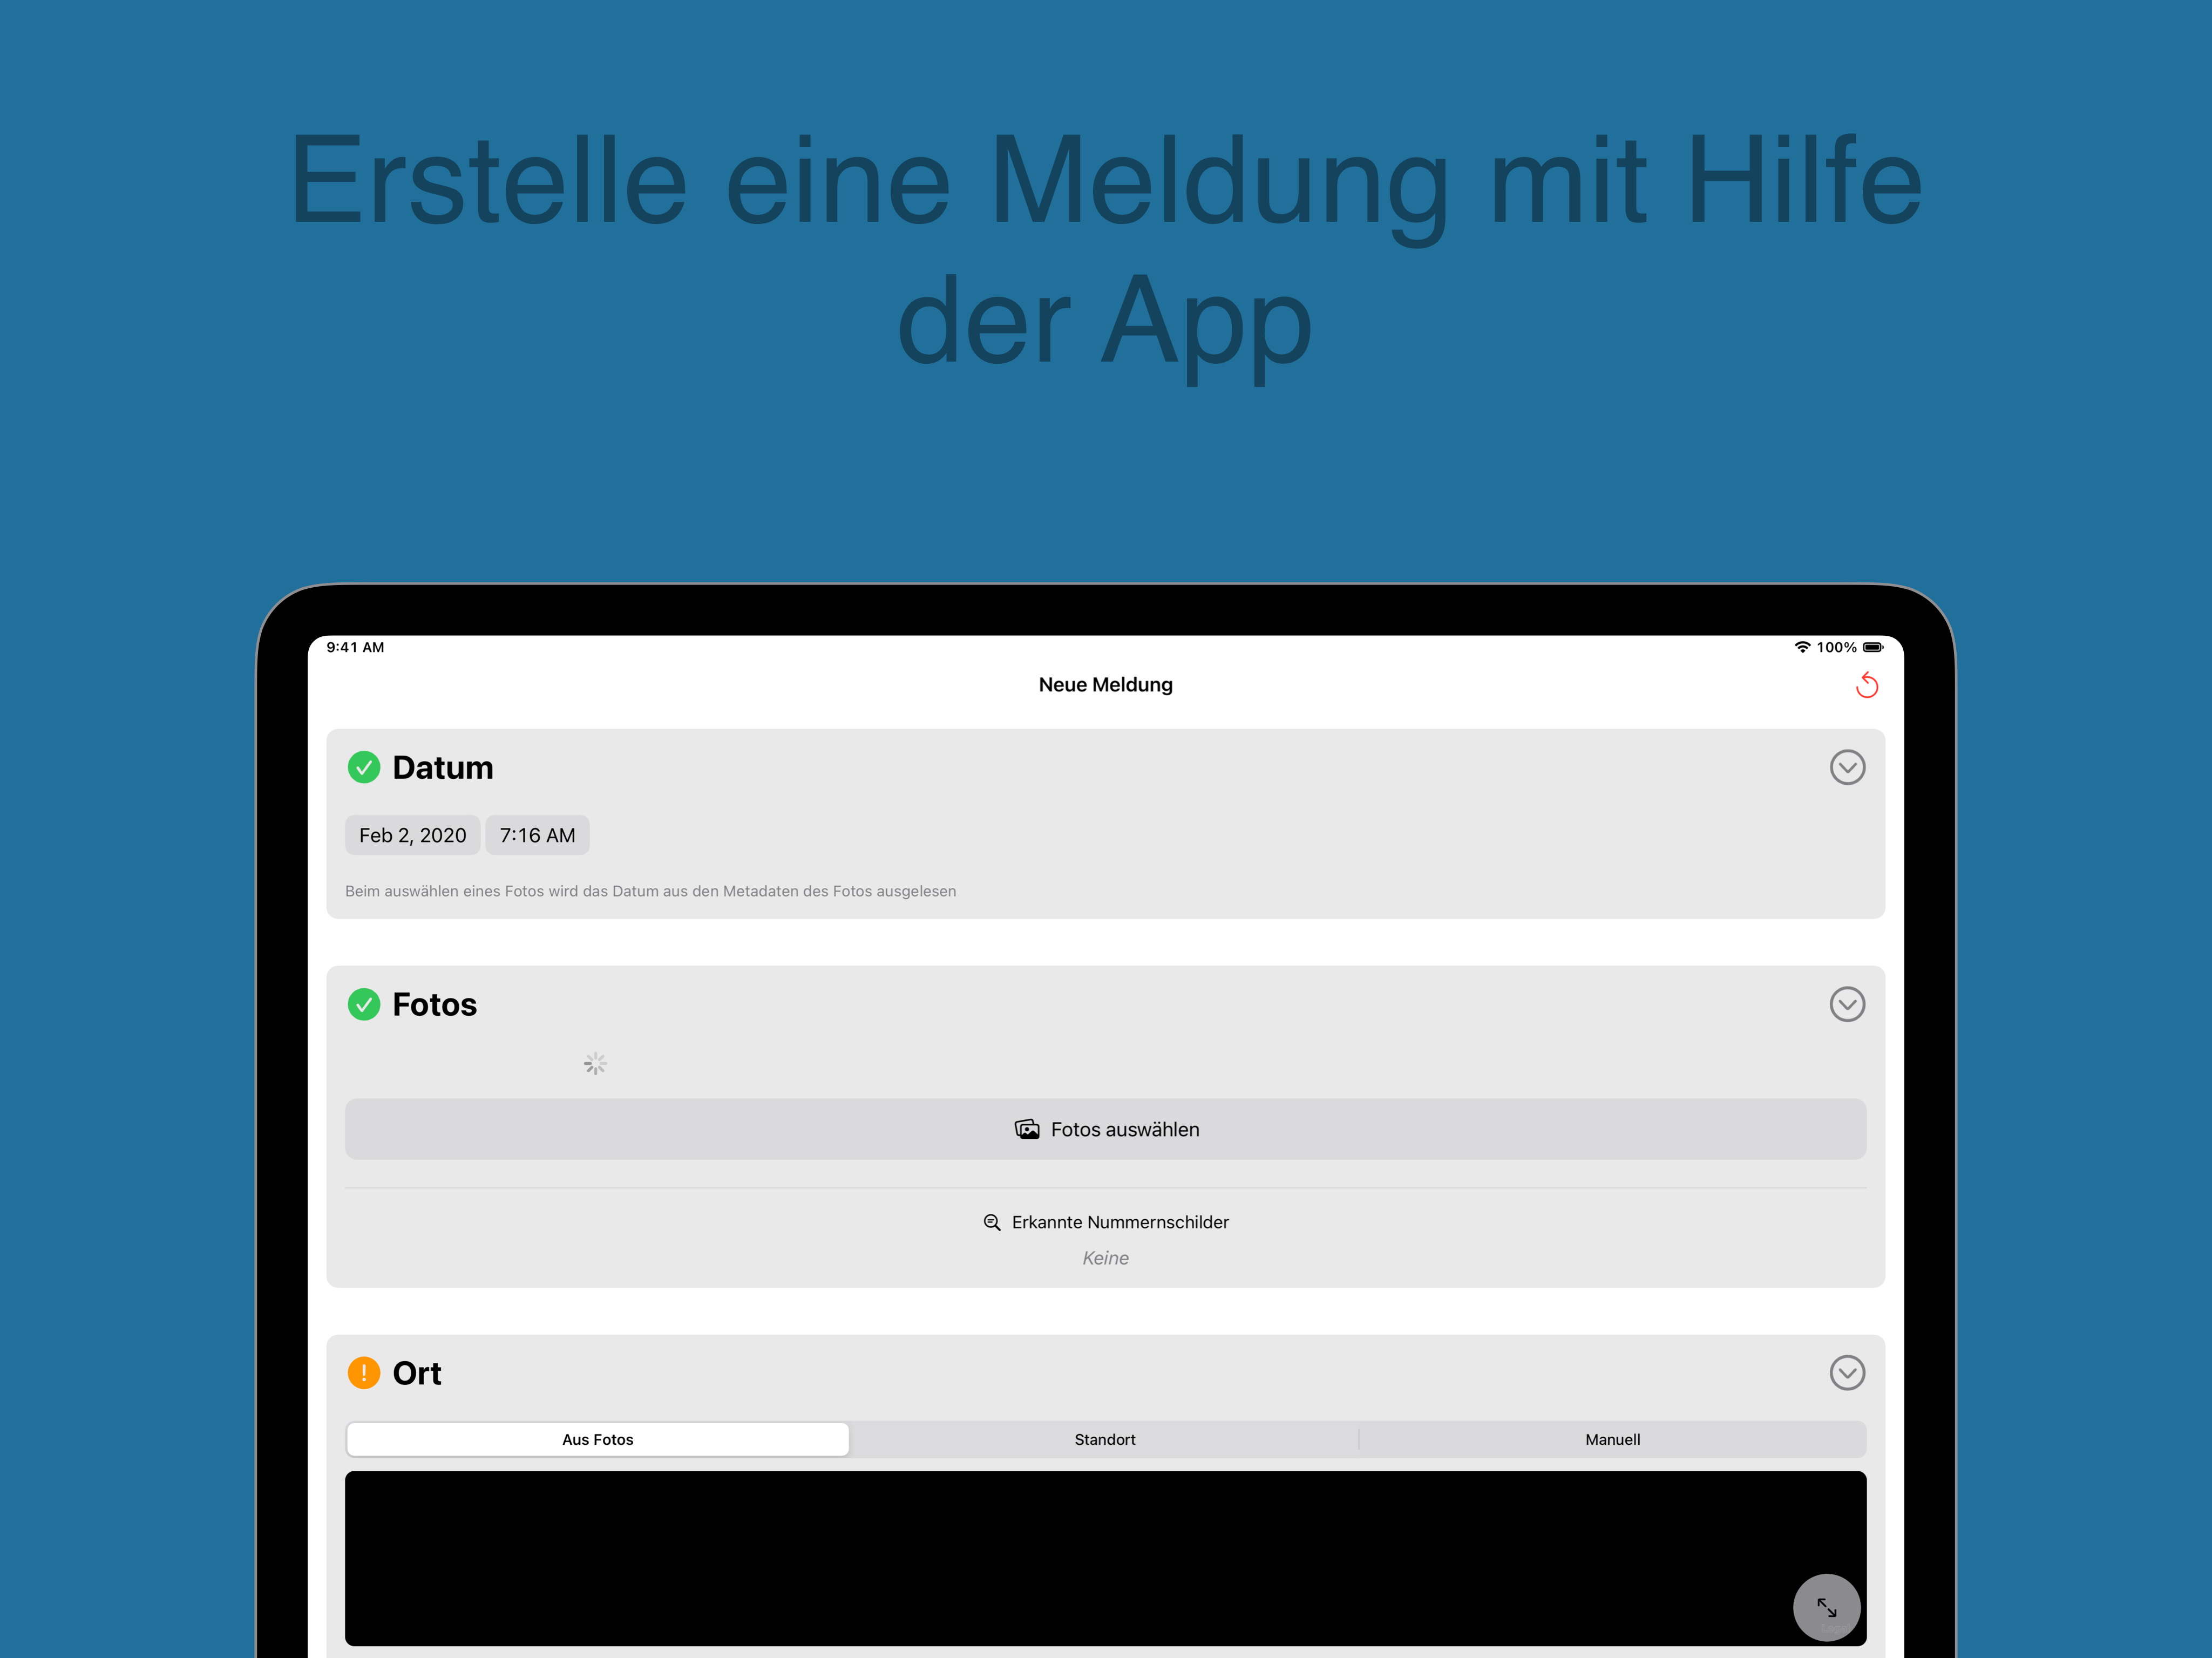 Erstelle eine Meldung mit Hilfe
der App
9:41 AM
100%
Neue Meldung
Datum
Feb 2, 2020
7:16 AM
Beim auswählen eines Fotos wird das Datum aus den Metadaten des Fotos ausgelesen
Fotos
Fotos auswählen
Erkannte Nummernschilder
Keine
Ort
Aus Fotos
Standort
Manuell